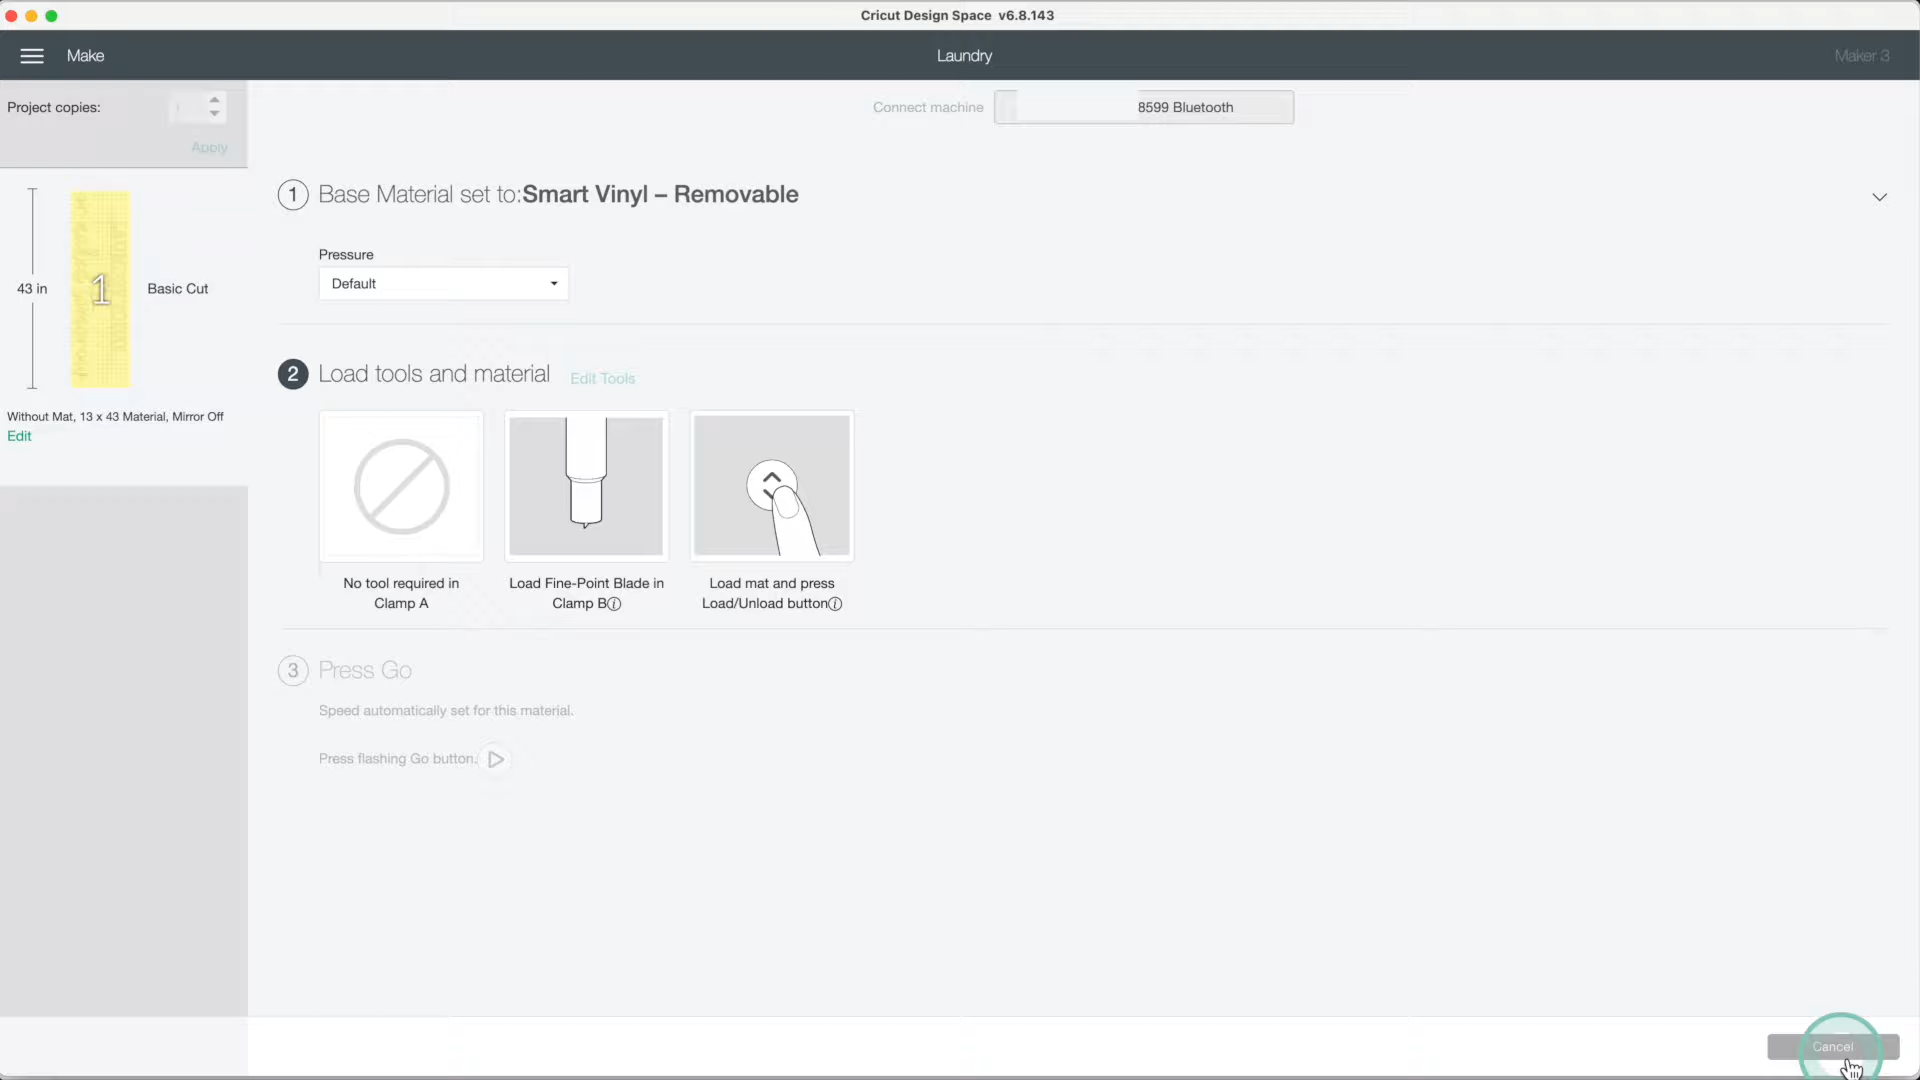 Cricut Design Space v6.8.143
Make
Laundry
Maker 3
Project copies:
Apply
Connect machine
8599 Bluetooth
1 Base Material set to:Smart Vinyl – Removable
Pressure
Default
43 in
1
Basic Cut
Without Mat, 13 x 43 Material, Mirror Off
Edit
2 Load tools and material
Edit Tools
No tool required in
Clamp A
Load Fine-Point Blade in
Clamp B
Load mat and press
Load/Unload button
3 Press Go
Speed automatically set for this material.
Press flashing Go button.
Cancel